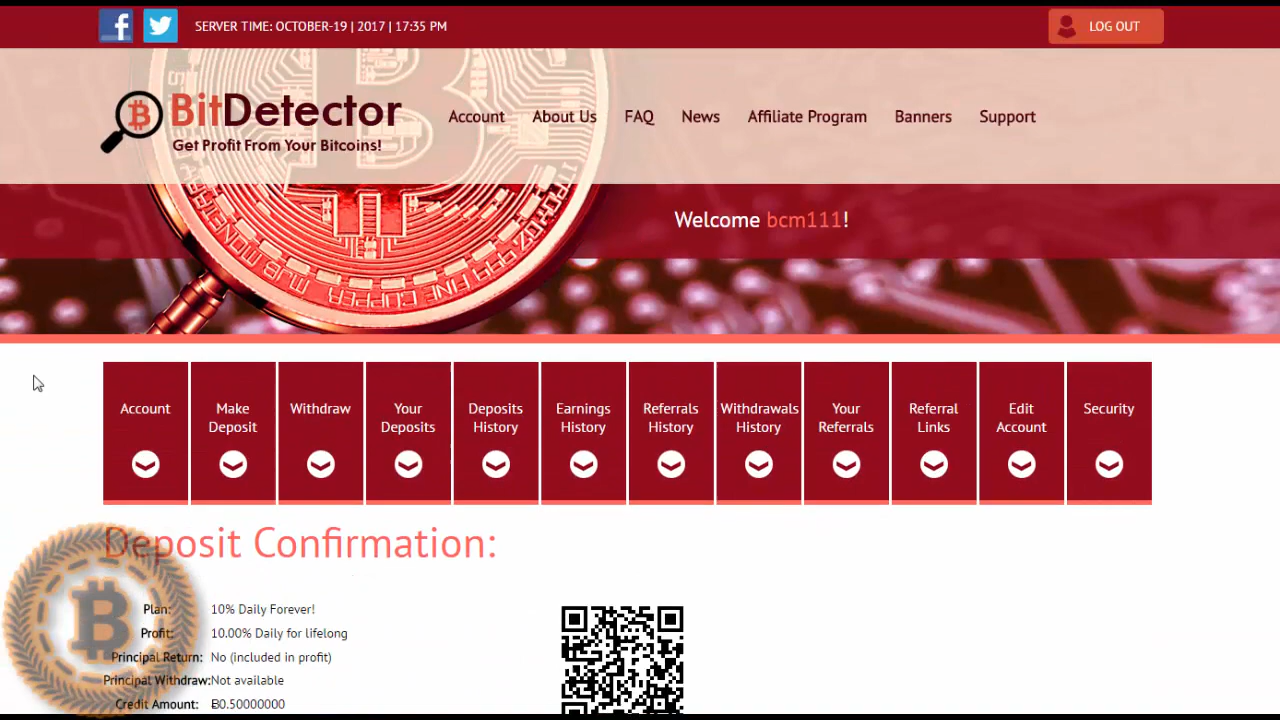 SERVER TIME: OCTOBER-19 | 2017 | 17:35 PM
LOG OUT
BitDetector
Get Profit From Your Bitcoins!
Account About Us FAQ News Affiliate Program Banners Support
Welcome bcm111!
Account
Make
Deposit
Withdraw
Your
Deposits
Deposits
History
Earnings
History
Referrals
History
Withdrawals
History
Your
Referrals
Referral
Links
Edit
Account
Security
Deposit Confirmation:
Plan: 10% Daily Forever!
Profit: 10.00% Daily for lifelong
Principal Return: No (included in profit)
Principal Withdraw: Not available
Credit Amount: Ƀ0.50000000